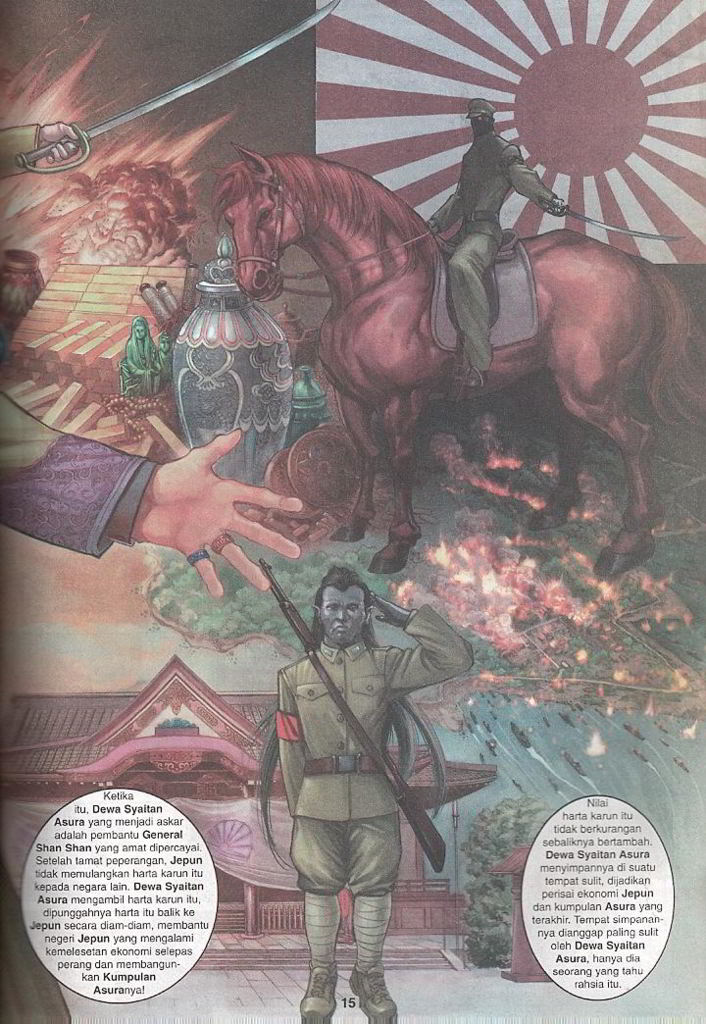 Ketika
itu, Dewa Syaitan
Asura yang menjadi askar
adalah pembantu General
Shan Shan yang amat dipercayai.
Setelah tamat peperangan, Jepun
tidak memulangkan harta karun itu
kepada negara lain. Dewa Syaitan
Asura mengambil harta karun itu,
dipunggahnya harta itu balik ke
Jepun secara diam-diam, membantu
negeri Jepun yang mengalami
kemelesetan ekonomi selepas
perang dan membangun-
kan Kumpulan
Asuranya!
Nilai
harta karun itu
tidak berkurangan
sebaliknya bertambah.
Dewa Syaitan Asura
menyimpannya di suatu
tempat sulit, dijadikan
perisai ekonomi Jepun
dan kumpulan Asura yang
terakhir. Tempat simpanan-
nya dianggap paling sulit
oleh Dewa Syaitan
Asura, hanya dia
seorang yang tahu
rahsia itu.
15